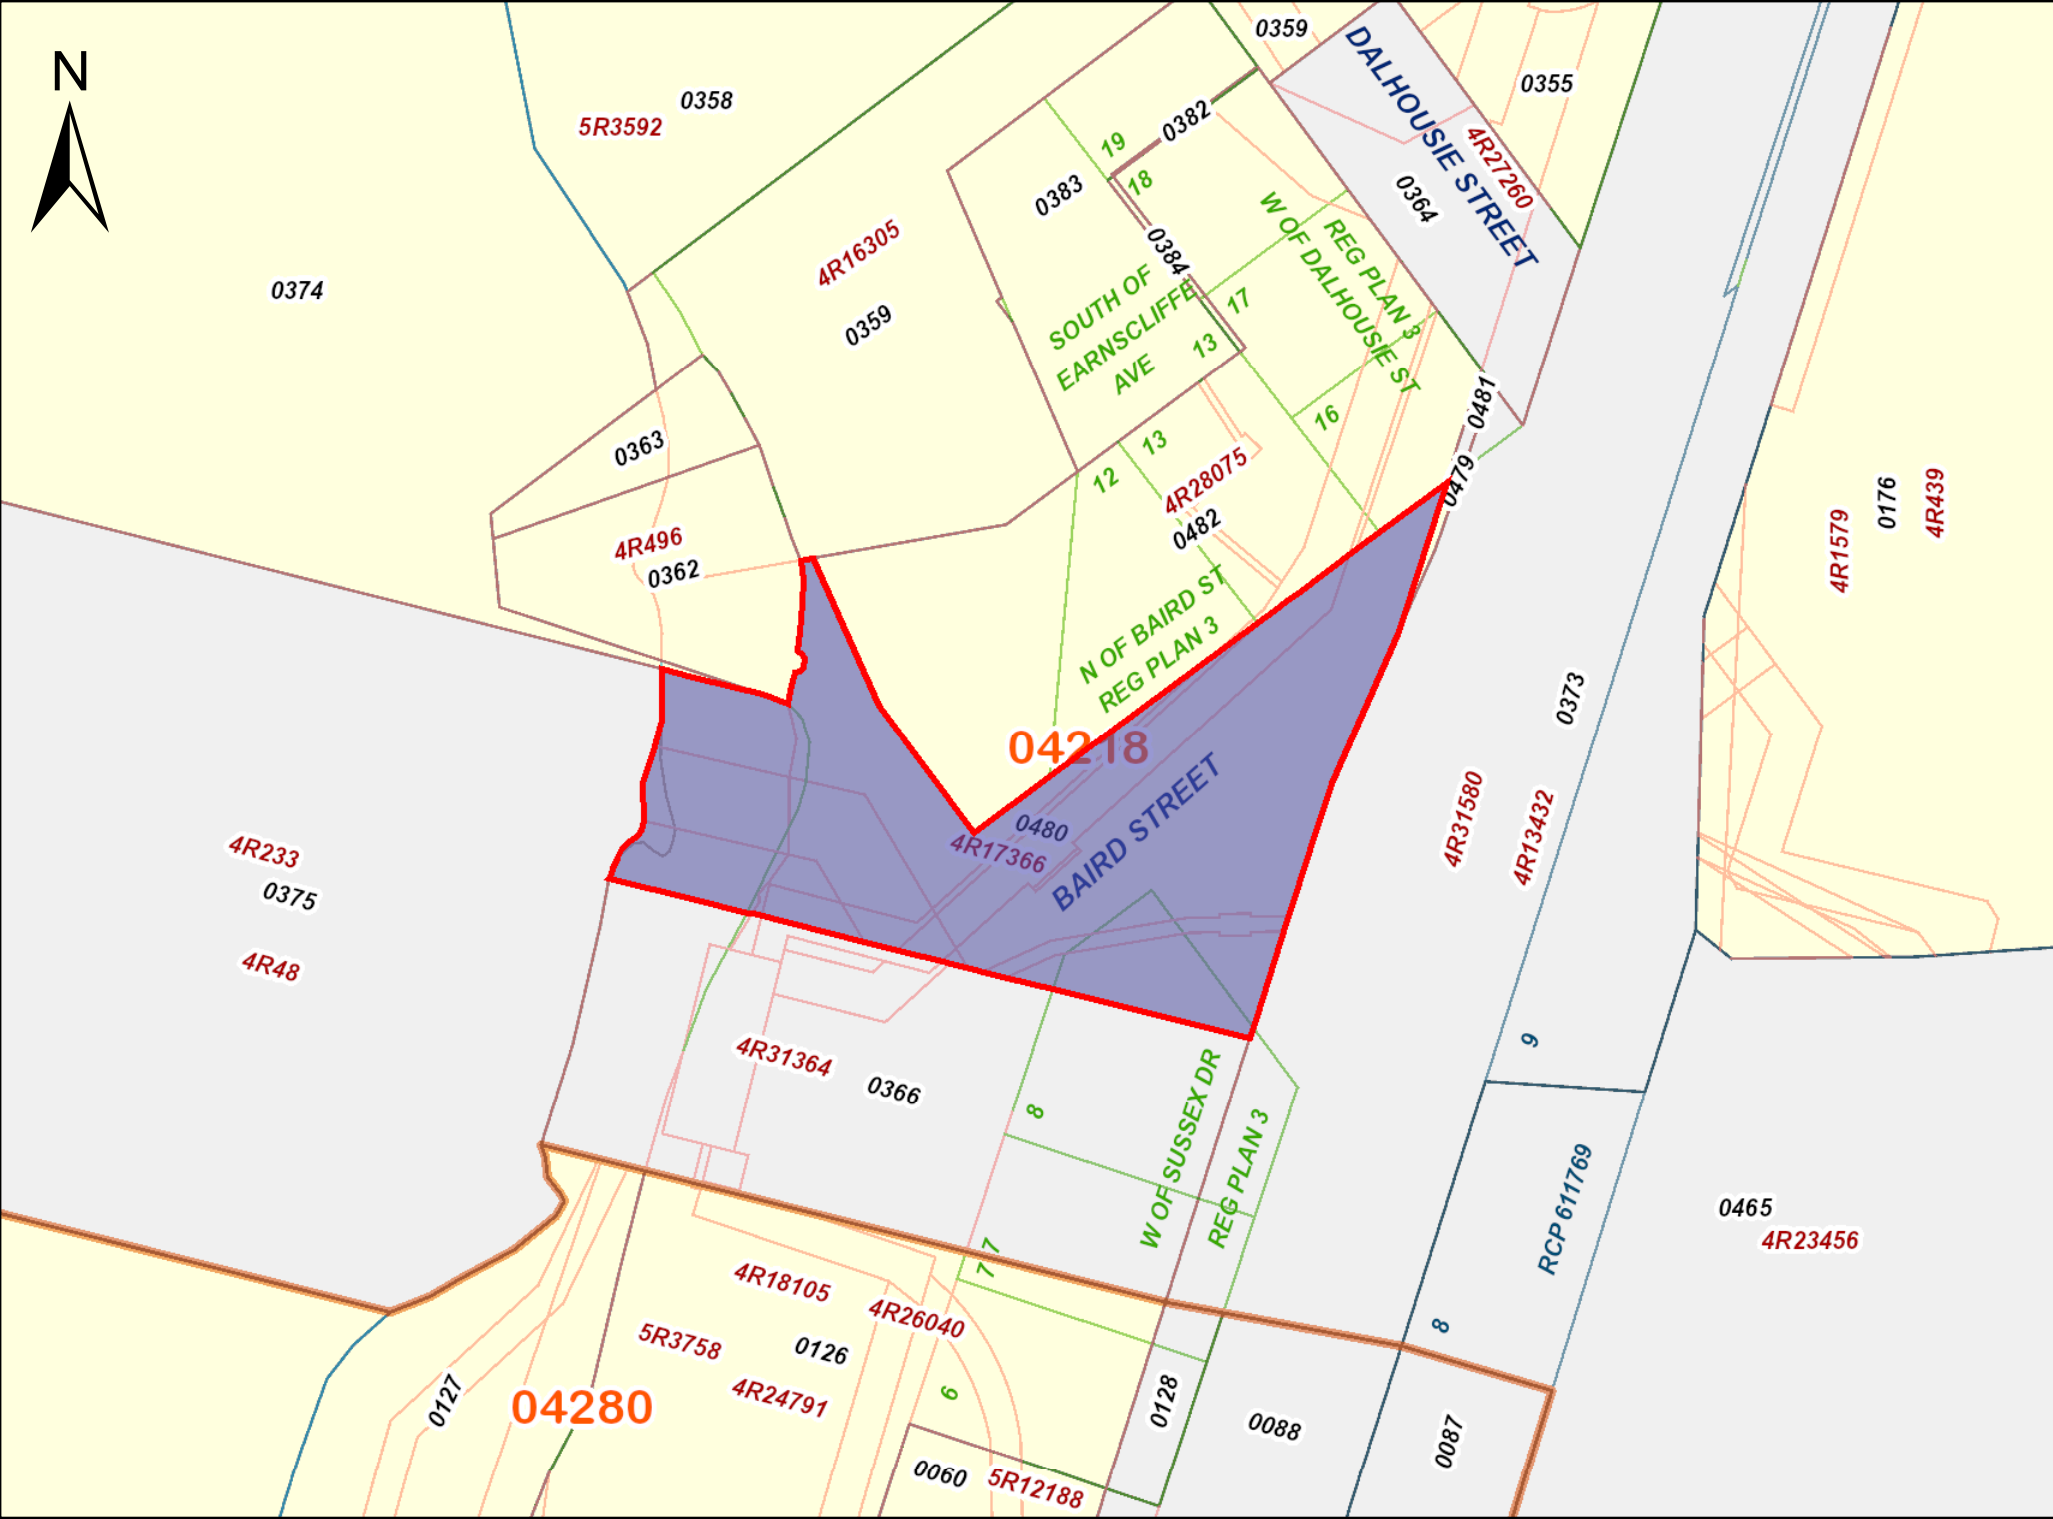 N
0359
DALHOUSIE STREET
0355
0358
5R3592
0382
19
18
4R27260
0364
0383
0384
4R16305
0359
0374
SOUTH OF
EARNSCLIFFE
AVE
13
17
REG PLAN 3
W OF DALHOUSIE ST
16
0481
0479
0363
12
13
4R28075
0482
4R496
0362
0176
4R439
4R1579
N OF BAIRD ST
REG PLAN 3
04218
0373
0480
4R17366
BAIRD STREET
4R31580
4R13432
4R233
0375
4R48
4R31364
0366
9
8
W OF SUSSEX DR
REG PLAN 3
RCP 611769
0465
4R23456
7
7
4R18105
4R26040
5R3758
0126
4R24791
8
04280
0127
6
0128
0088
0087
0060
5R12188